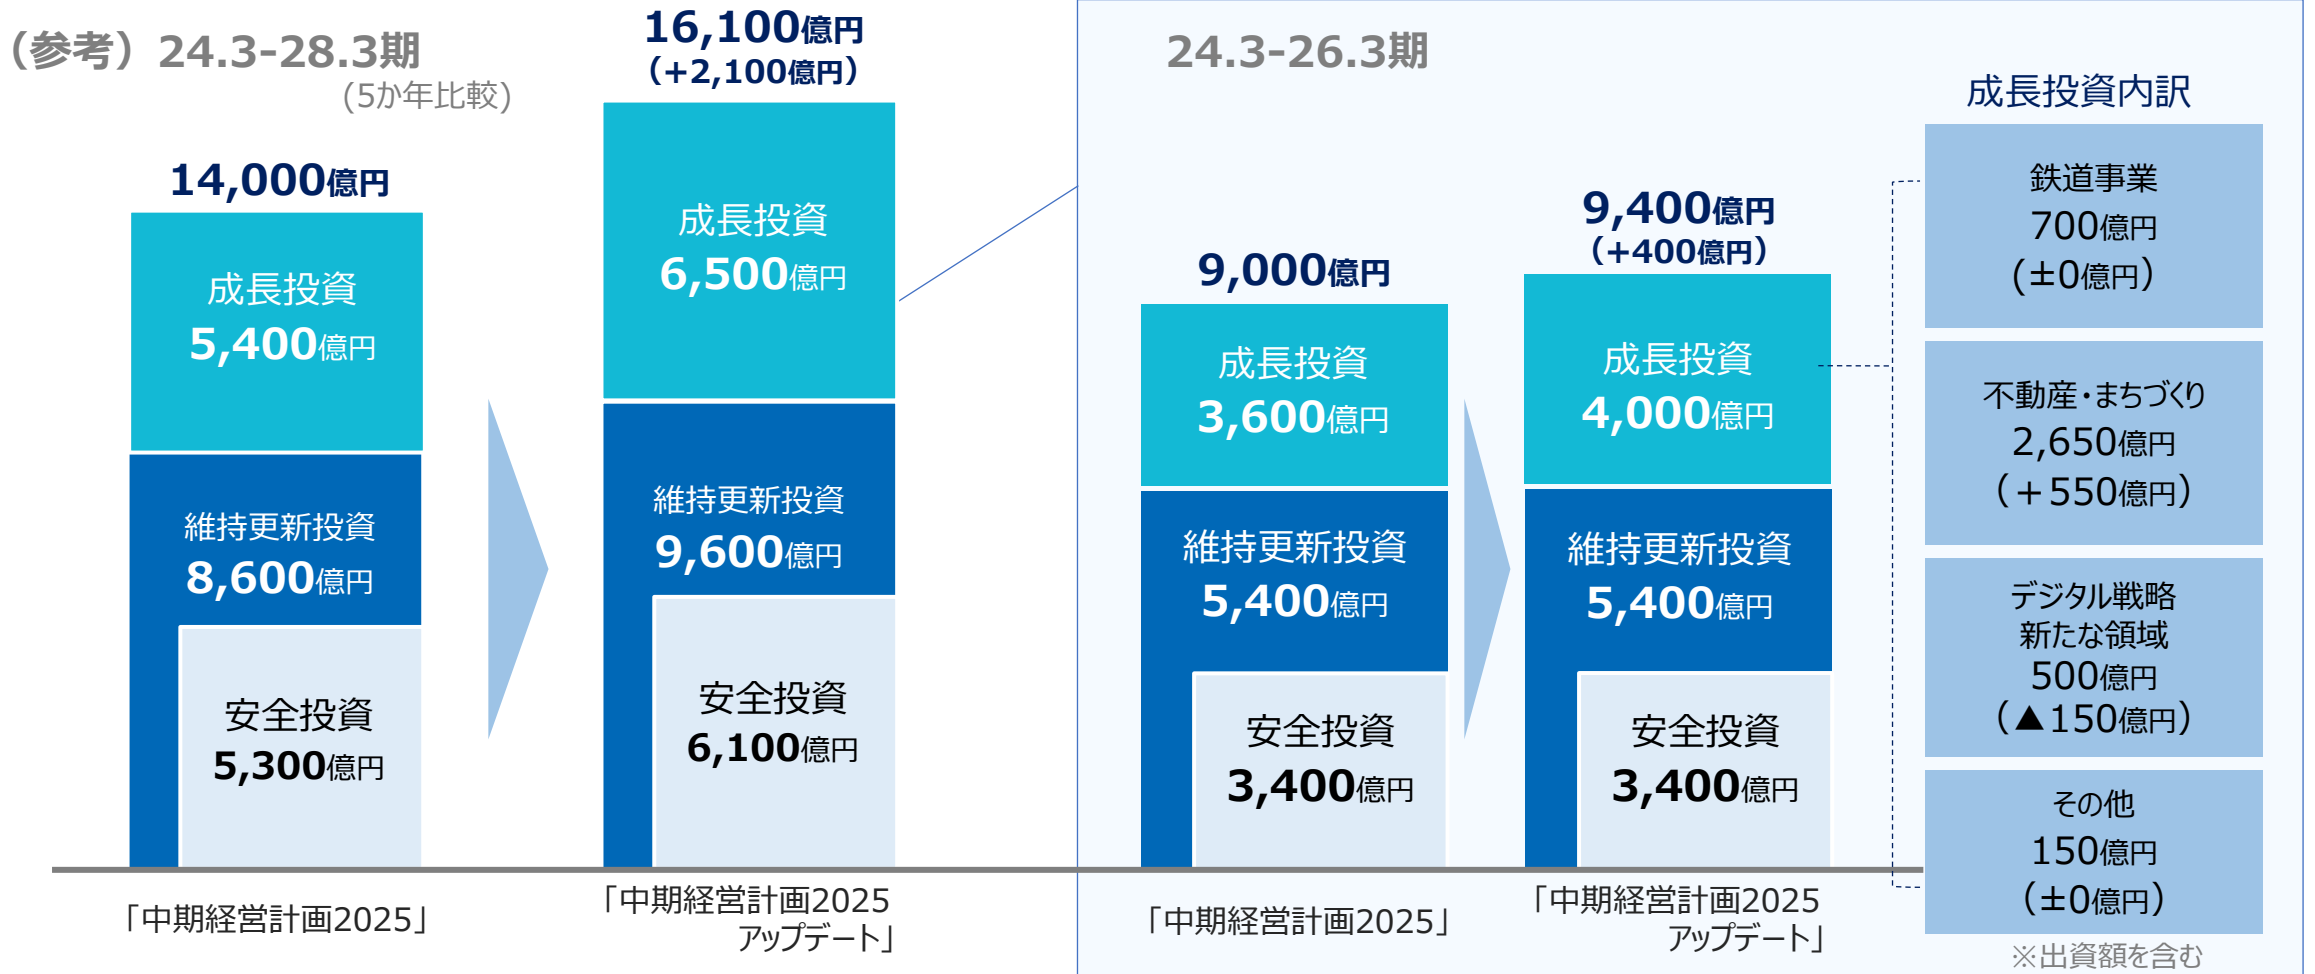 （参考）24.3-28.3期
(5か年比較)
14,000億円
成長投資
5,400億円
維持更新投資
8,600億円
安全投資
5,300億円
「中期経営計画2025」
16,100億円
（+2,100億円）
成長投資
6,500億円
維持更新投資
9,600億円
安全投資
6,100億円
「中期経営計画2025
アップデート」
24.3-26.3期
9,000億円
成長投資
3,600億円
維持更新投資
5,400億円
安全投資
3,400億円
「中期経営計画2025」
9,400億円
（+400億円）
成長投資
4,000億円
維持更新投資
5,400億円
安全投資
3,400億円
「中期経営計画2025
アップデート」
成長投資内訳
鉄道事業
700億円
(±0億円）
不動産・まちづくり
2,650億円
（＋550億円）
デジタル戦略
新たな領域
500億円
（▲150億円）
その他
150億円
（±0億円）
※出資額を含む